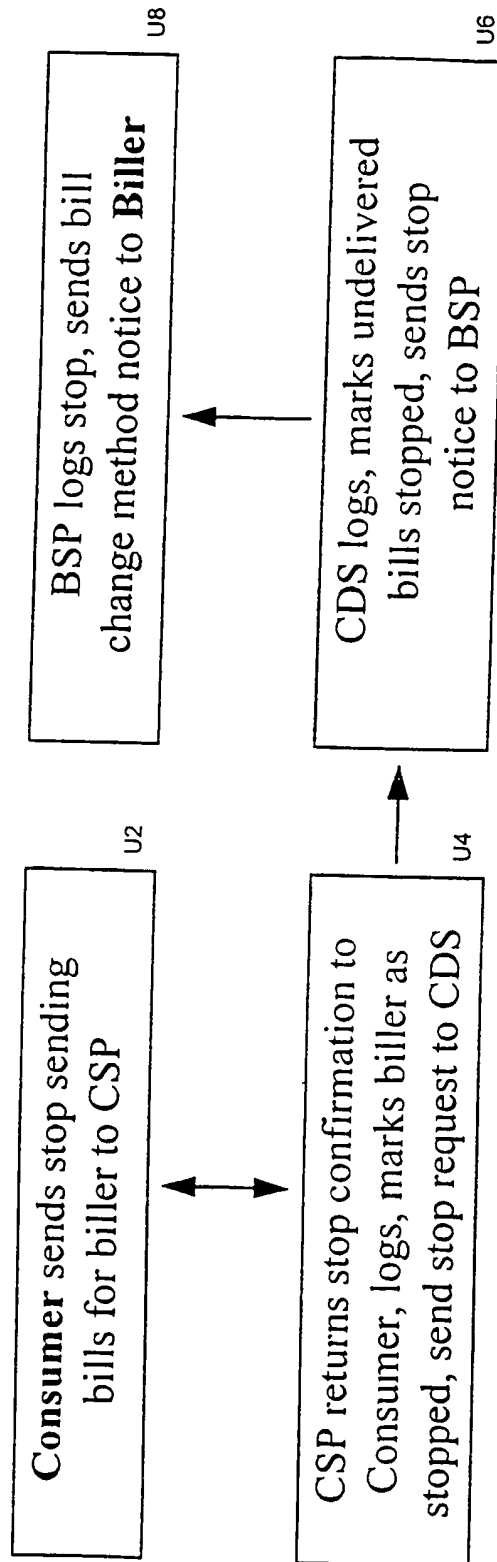 Consumer sends stop sending
bills for biller to CSP
U2
CSP returns stop confirmation to
Consumer, logs, marks biller as
stopped, send stop request to CDS
U4
CDS logs, marks undelivered
bills stopped, sends stop
notice to BSP
U6
BSP logs stop, sends bill
change method notice to Biller
U8